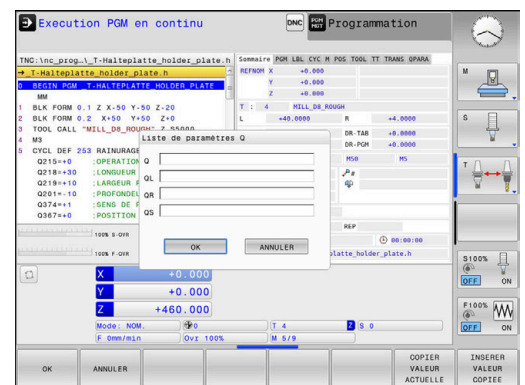 Execution PGM en continu
DNC
PGM MGT
Programmation
TNC:\nc_prog…\_T-Halteplatte_holder_plate.h
→_T-Halteplatte_holder_plate.h
0 BEGIN PGM _T-HALTEPLATTE_HOLDER_PLATE
MM
1 BLK FORM 0.1 Z X-50 Y-50 Z-20
2 BLK FORM 0.2 X+50 Y+50 Z+0
3 TOOL CALL "MILL_D8_ROUGH" Z S5000
4 M3
5 CYCL DEF 253 RAINURAGE
Q215=+0 ;OPERATION
Q218=+30 ;LONGUEUR
Q219=+10 ;LARGEUR
Q201=-10 ;PROFONDEU
Q374=+1 ;SENS DE
Q367=+0 ;POSITION
Sommaire PGM LBL CYC M POS TOOL TT TRANS QPARA
REFNOM X +0.000
Y +0.000
Z +0.000
T : 4 MILL_D8_ROUGH
L +40.0000 R +4.0000
DR-TAB +0.0000
DR-PGM +0.0000
M50 M5
P
REP
00:00:00
platte_holder_plate.h
Liste de paramètres Q
Q
QL
QR
QS
OK ANNULER
100% S-OVR
100% F-OVR
X +0.000
Y +0.000
Z +460.000
Mode: NOM. 0 T 4 Z S 0
F 0mm/min Ovr 100% M 5/9
M
S
T
S100%
OFF ON
F100%
OFF ON
OK
ANNULER
COPIER VALEUR ACTUELLE
INSERER VALEUR COPIEE